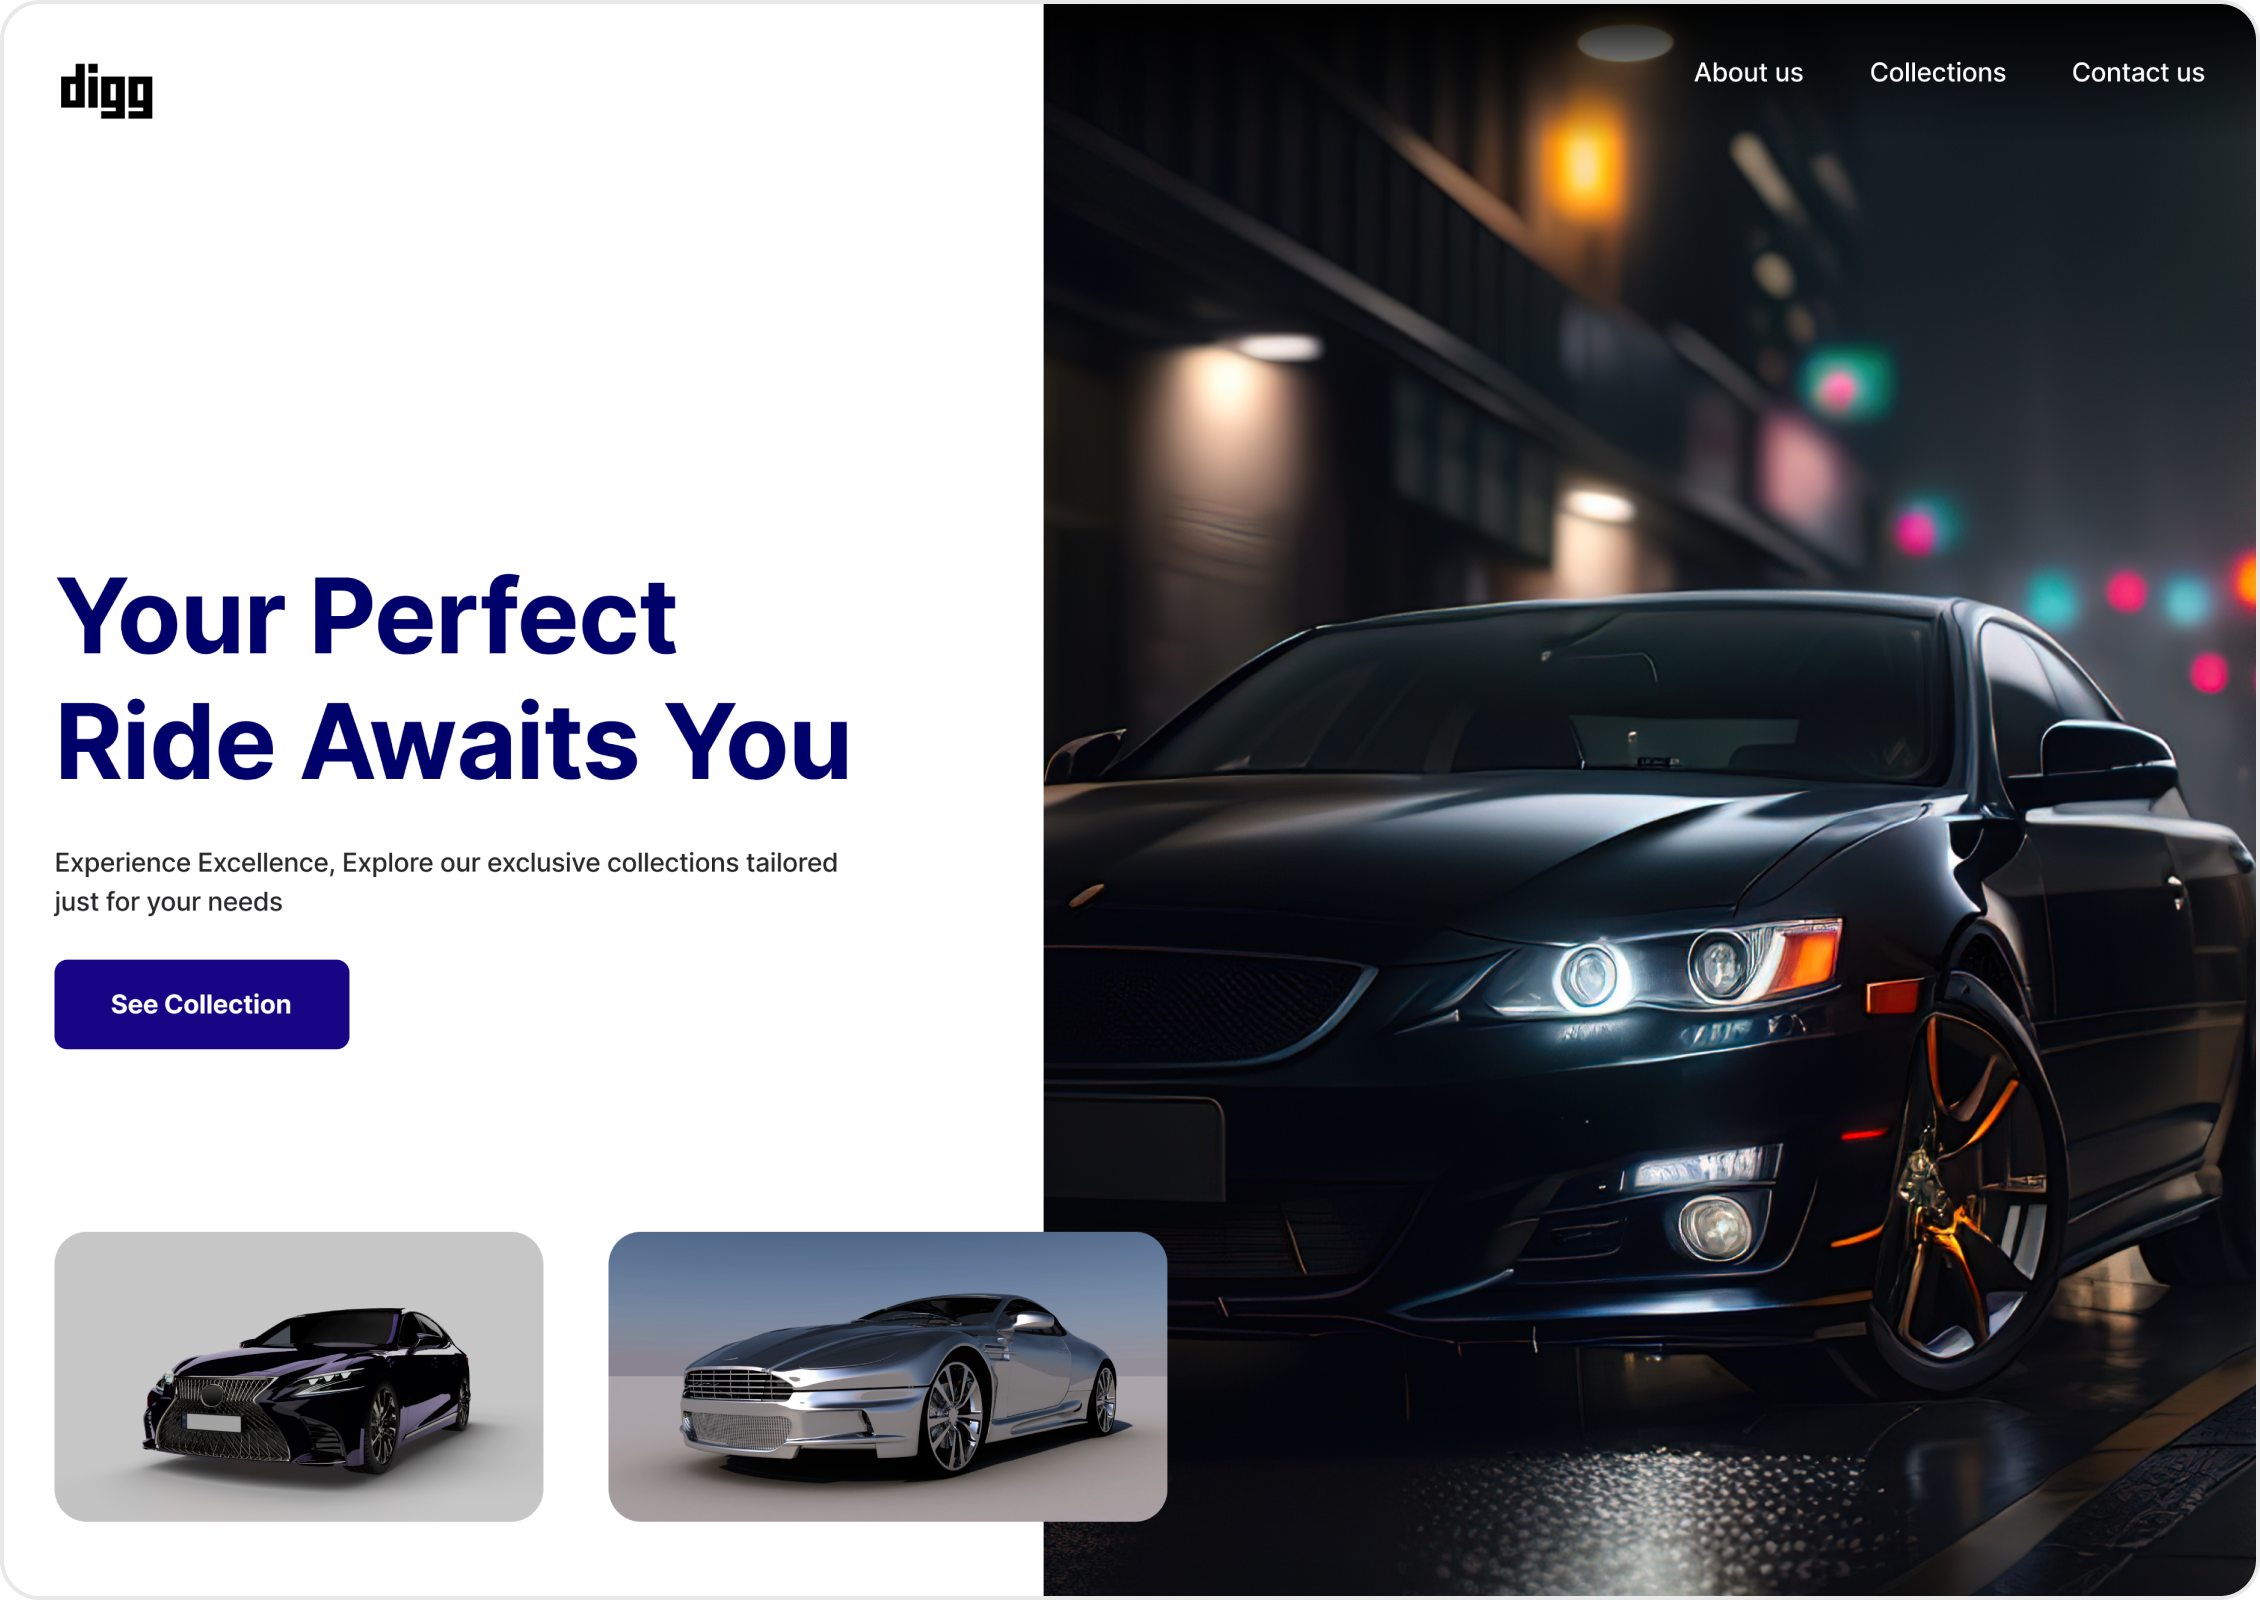 digg
About us
Collections
Contact us
Your Perfect
Ride Awaits You
Experience Excellence, Explore our exclusive collections tailored
just for your needs
See Collection